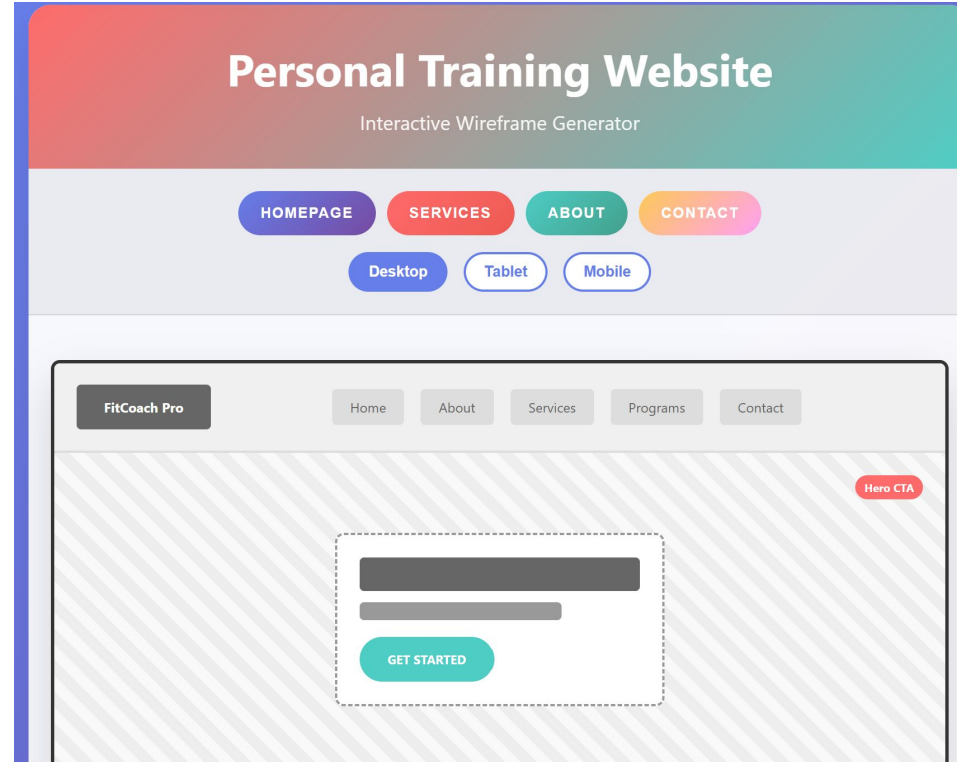 Personal Training Website
Interactive Wireframe Generator
HOMEPAGE SERVICES ABOUT CONTACT
Desktop Tablet Mobile
FitCoach Pro Home About Services Programs Contact
Hero CTA
GET STARTED